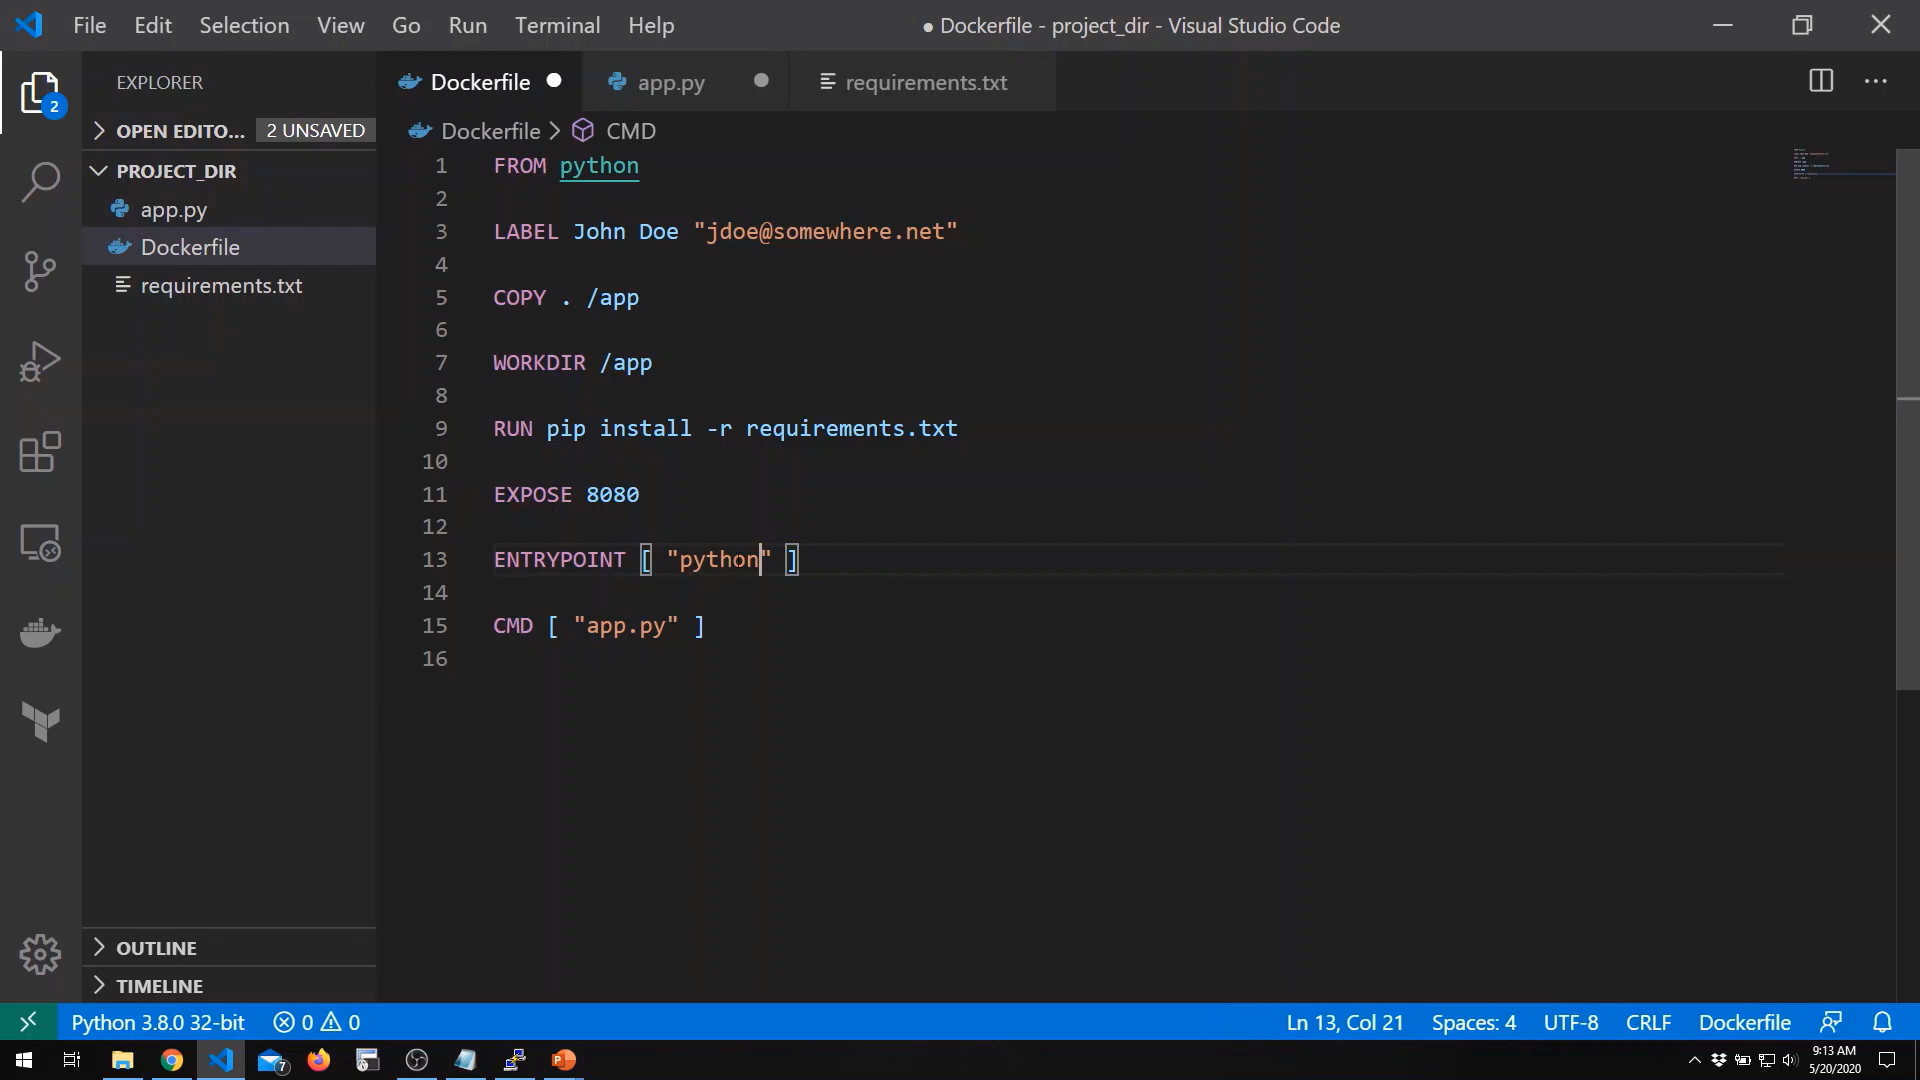 File Edit Selection View Go Run Terminal Help
● Dockerfile - project_dir - Visual Studio Code
EXPLORER
2
OPEN EDITO... 2 UNSAVED
PROJECT_DIR
app.py
Dockerfile
requirements.txt
OUTLINE
TIMELINE
Dockerfile app.py requirements.txt
Dockerfile > CMD
1 FROM python
2
3 LABEL John Doe "jdoe@somewhere.net"
4
5 COPY . /app
6
7 WORKDIR /app
8
9 RUN pip install -r requirements.txt
10
11 EXPOSE 8080
12
13 ENTRYPOINT [ "python" ]
14
15 CMD [ "app.py" ]
16
Python 3.8.0 32-bit 0 0 Ln 13, Col 21 Spaces: 4 UTF-8 CRLF Dockerfile
7
9:13 AM
5/20/2020